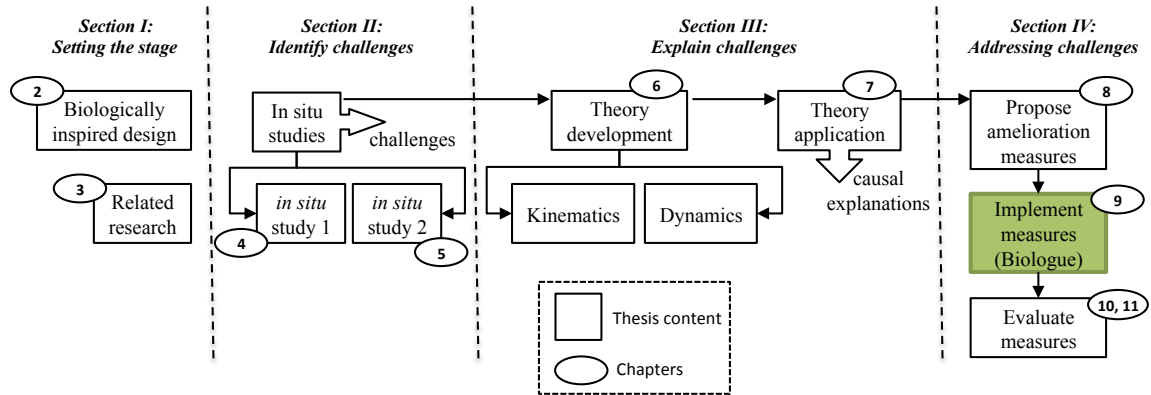 Section I:
Setting the stage
Section II:
Identify challenges
Section III:
Explain challenges
Section IV:
Addressing challenges
2
Biologically
inspired design
3
Related
research
In situ
studies
challenges
in situ
study 1
4
in situ
study 2
5
6
Theory
development
Kinematics
Dynamics
7
Theory
application
causal
explanations
8
Propose
amelioration
measures
9
Implement
measures
(Biologue)
10, 11
Evaluate
measures
Thesis content
Chapters